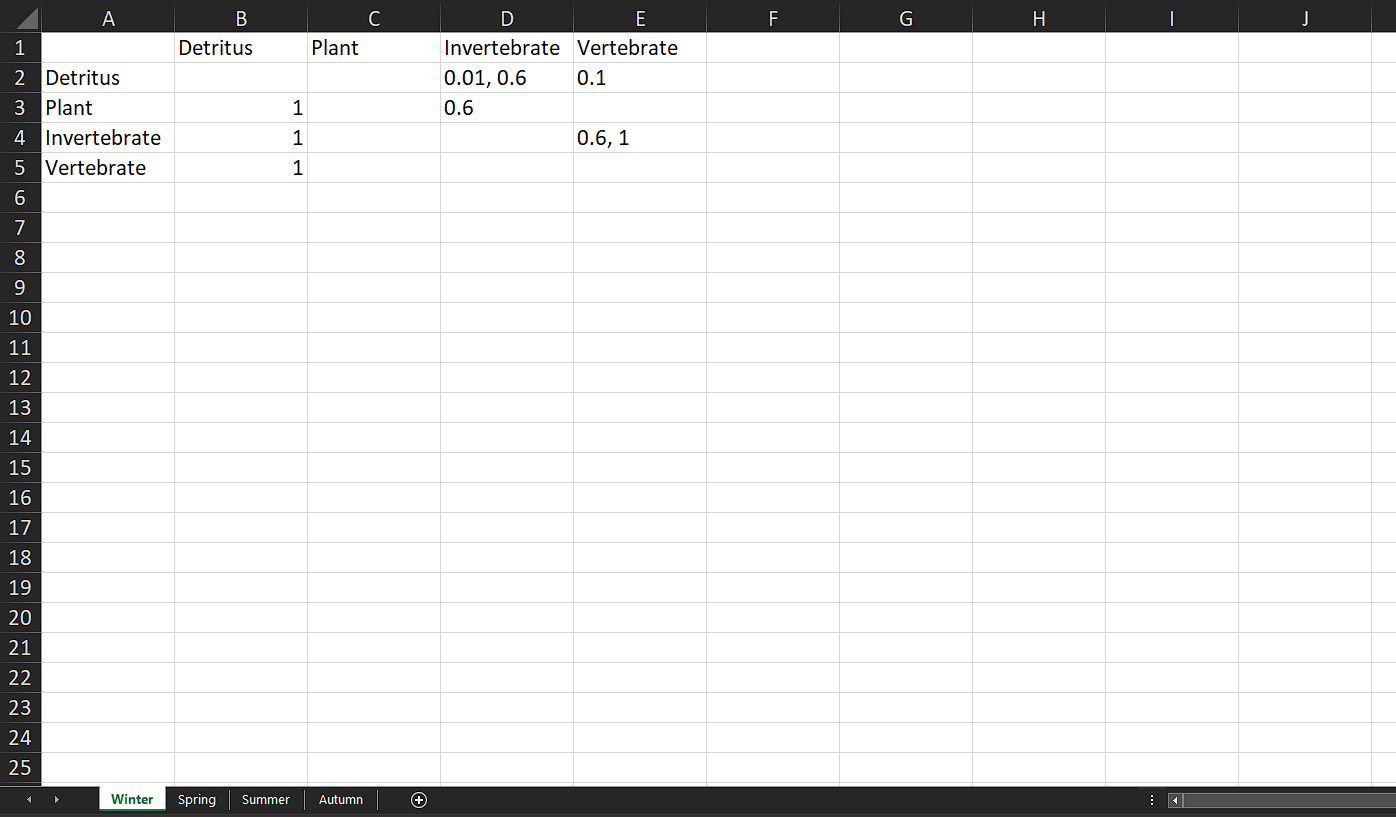 A B C D E F G H I J
1 Detritus Plant Invertebrate Vertebrate
2 Detritus 0.01, 0.6 0.1
3 Plant 1 0.6
4 Invertebrate 1 0.6, 1
5 Vertebrate 1
6
7
8
9
10
11
12
13
14
15
16
17
18
19
20
21
22
23
24
25
Winter Spring Summer Autumn